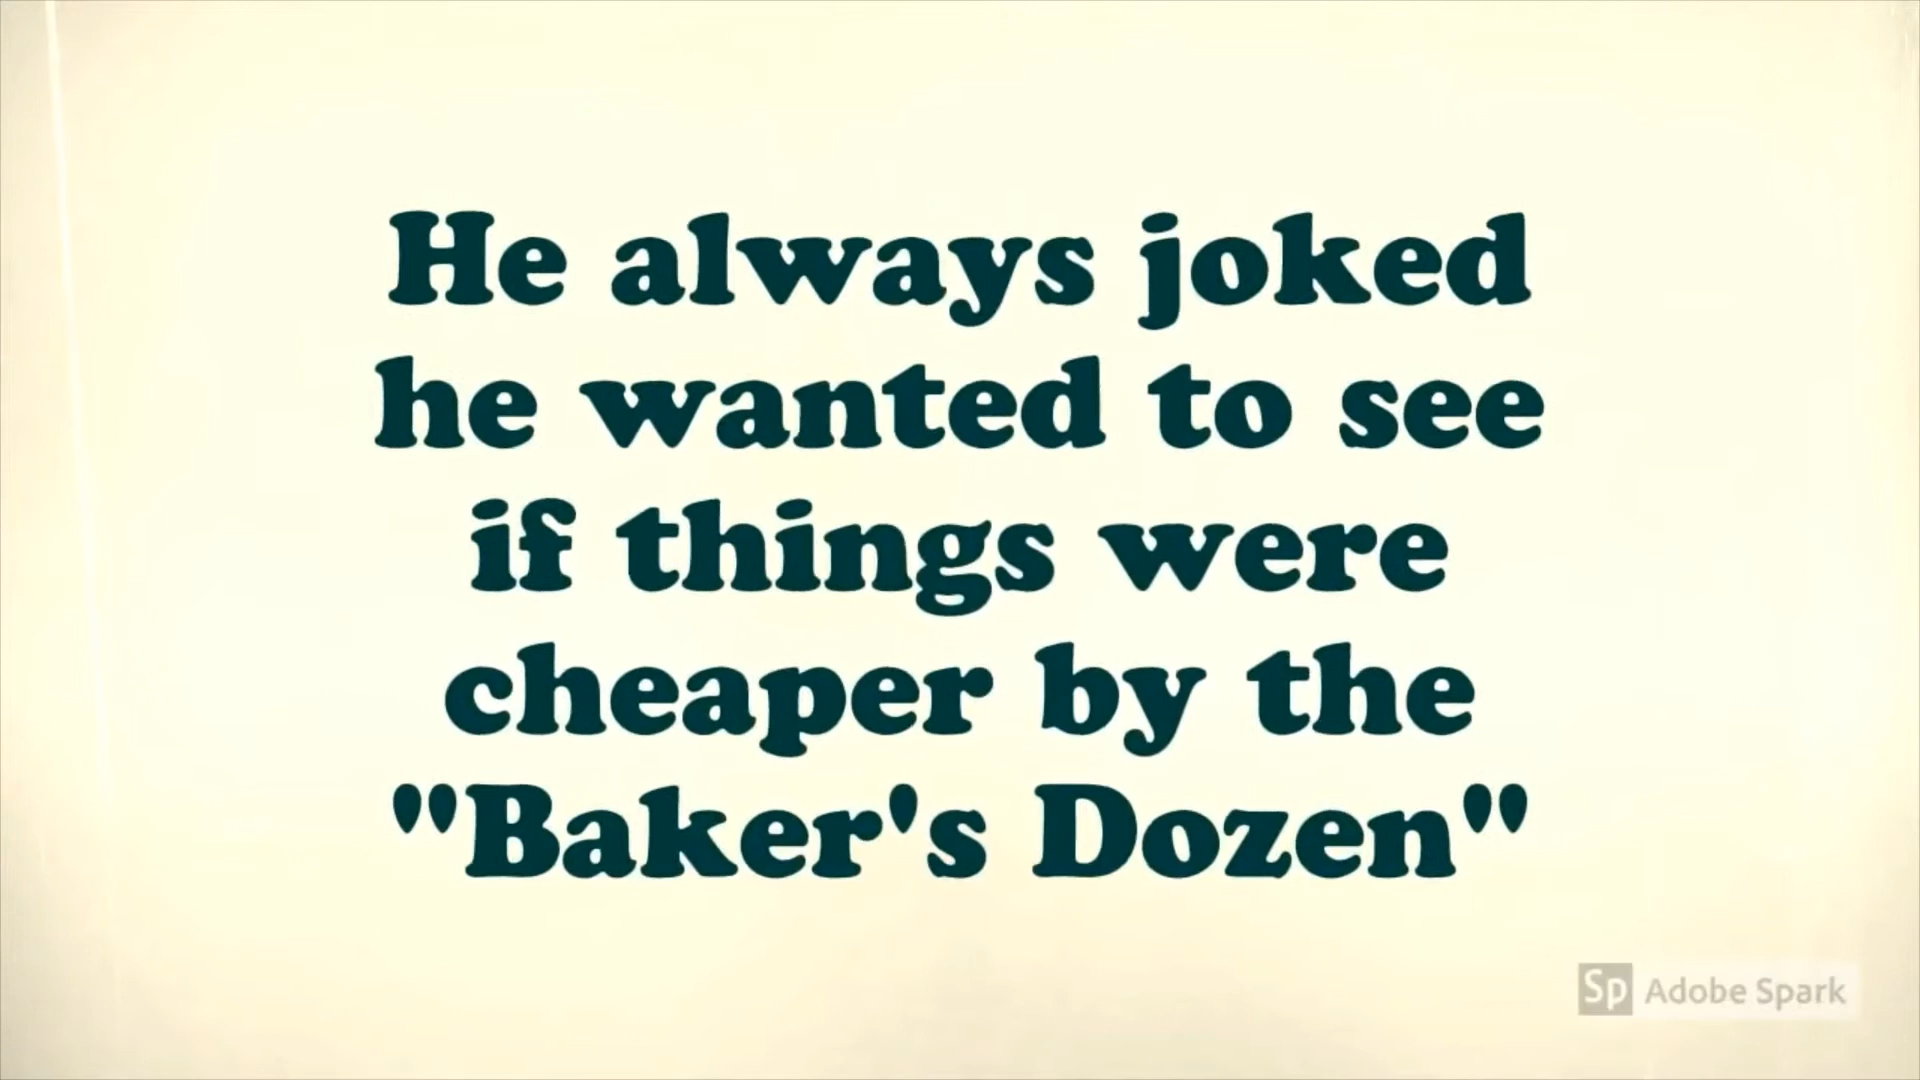 He always joked
he wanted to see
if things were
cheaper by the
"Baker's Dozen"
Sp Adobe Spark